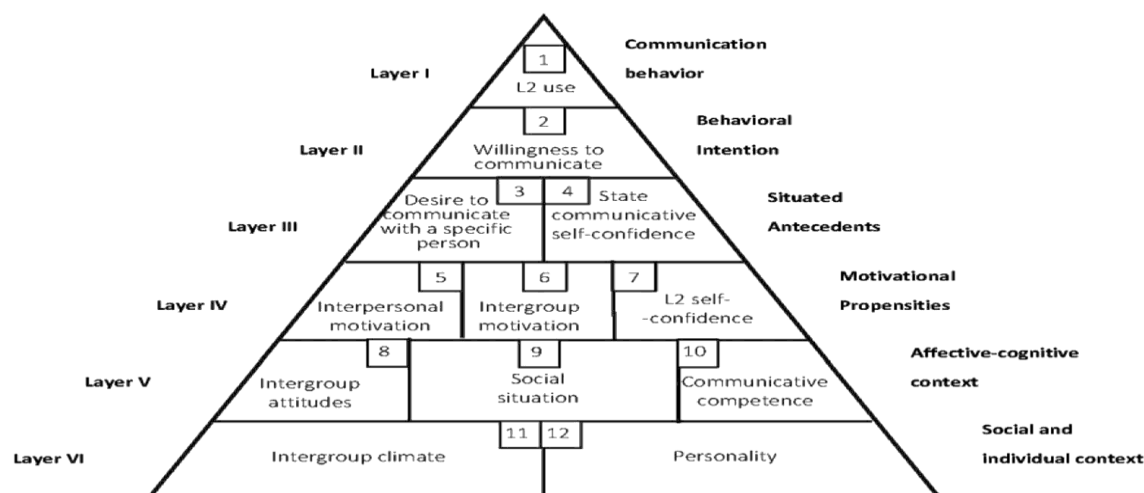 Communication
1
Layer I
behavior
L2 use
2
Behavioral
Layer II
Willingness to
Intention
communicate
3
4
Desire to
State
Situated
communicate
communicative
Layer III
with a specific
self-confidence
Antecedents
person
5
6
7
Motivational
Layer IV
Interpersonal
Intergroup
L2 self-
Propensities
motivation
motivation
-confidence
8
9
10
Affective-cognitive
Layer V
Intergroup
Social
Communicative
context
attitudes
situation
competence
11
12
Social and
Layer VI
Intergroup climate
Personality
individual context